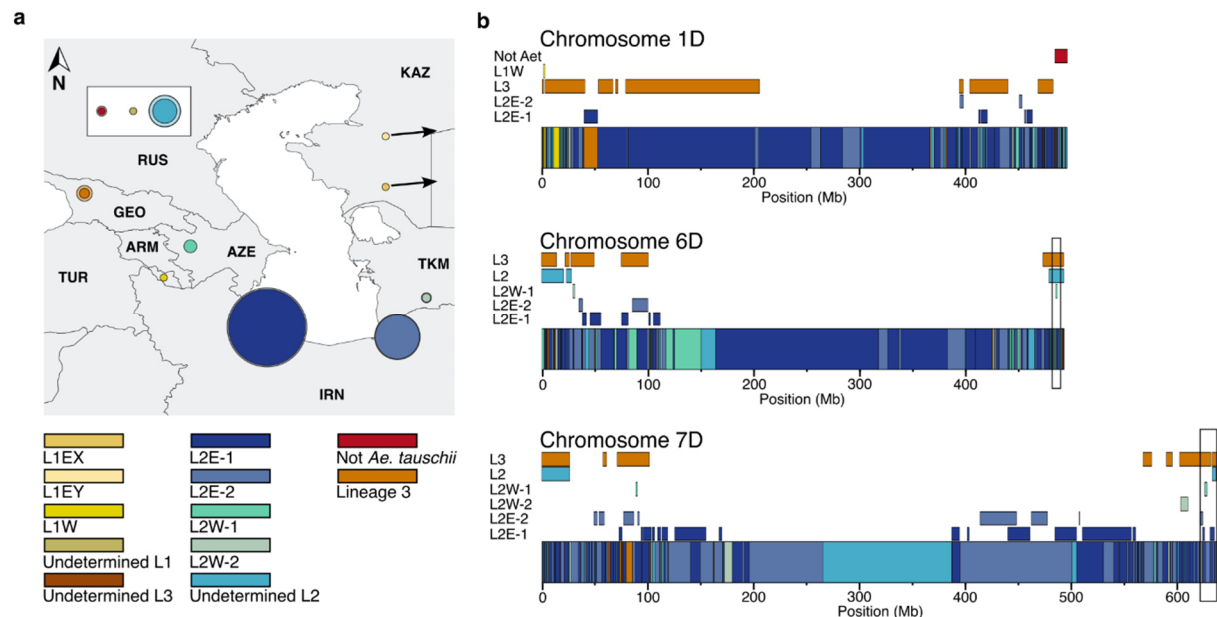 a
N
KAZ
RUS
GEO
ARM
AZE
TUR
TKM
IRN
L1EX
L2E-1
Not Ae. tauschii
L1EY
L2E-2
Lineage 3
L1W
L2W-1
Undetermined L1
L2W-2
Undetermined L3
Undetermined L2
b
Chromosome 1D
Not Aet
L1W
L3
L2E-2
L2E-1
0 100 200 300 400
Position (Mb)
Chromosome 6D
L3
L2
L2W-1
L2E-2
L2E-1
0 100 200 300 400
Position (Mb)
Chromosome 7D
L3
L2
L2W-1
L2W-2
L2E-2
L2E-1
0 100 200 300 400 500 600
Position (Mb)